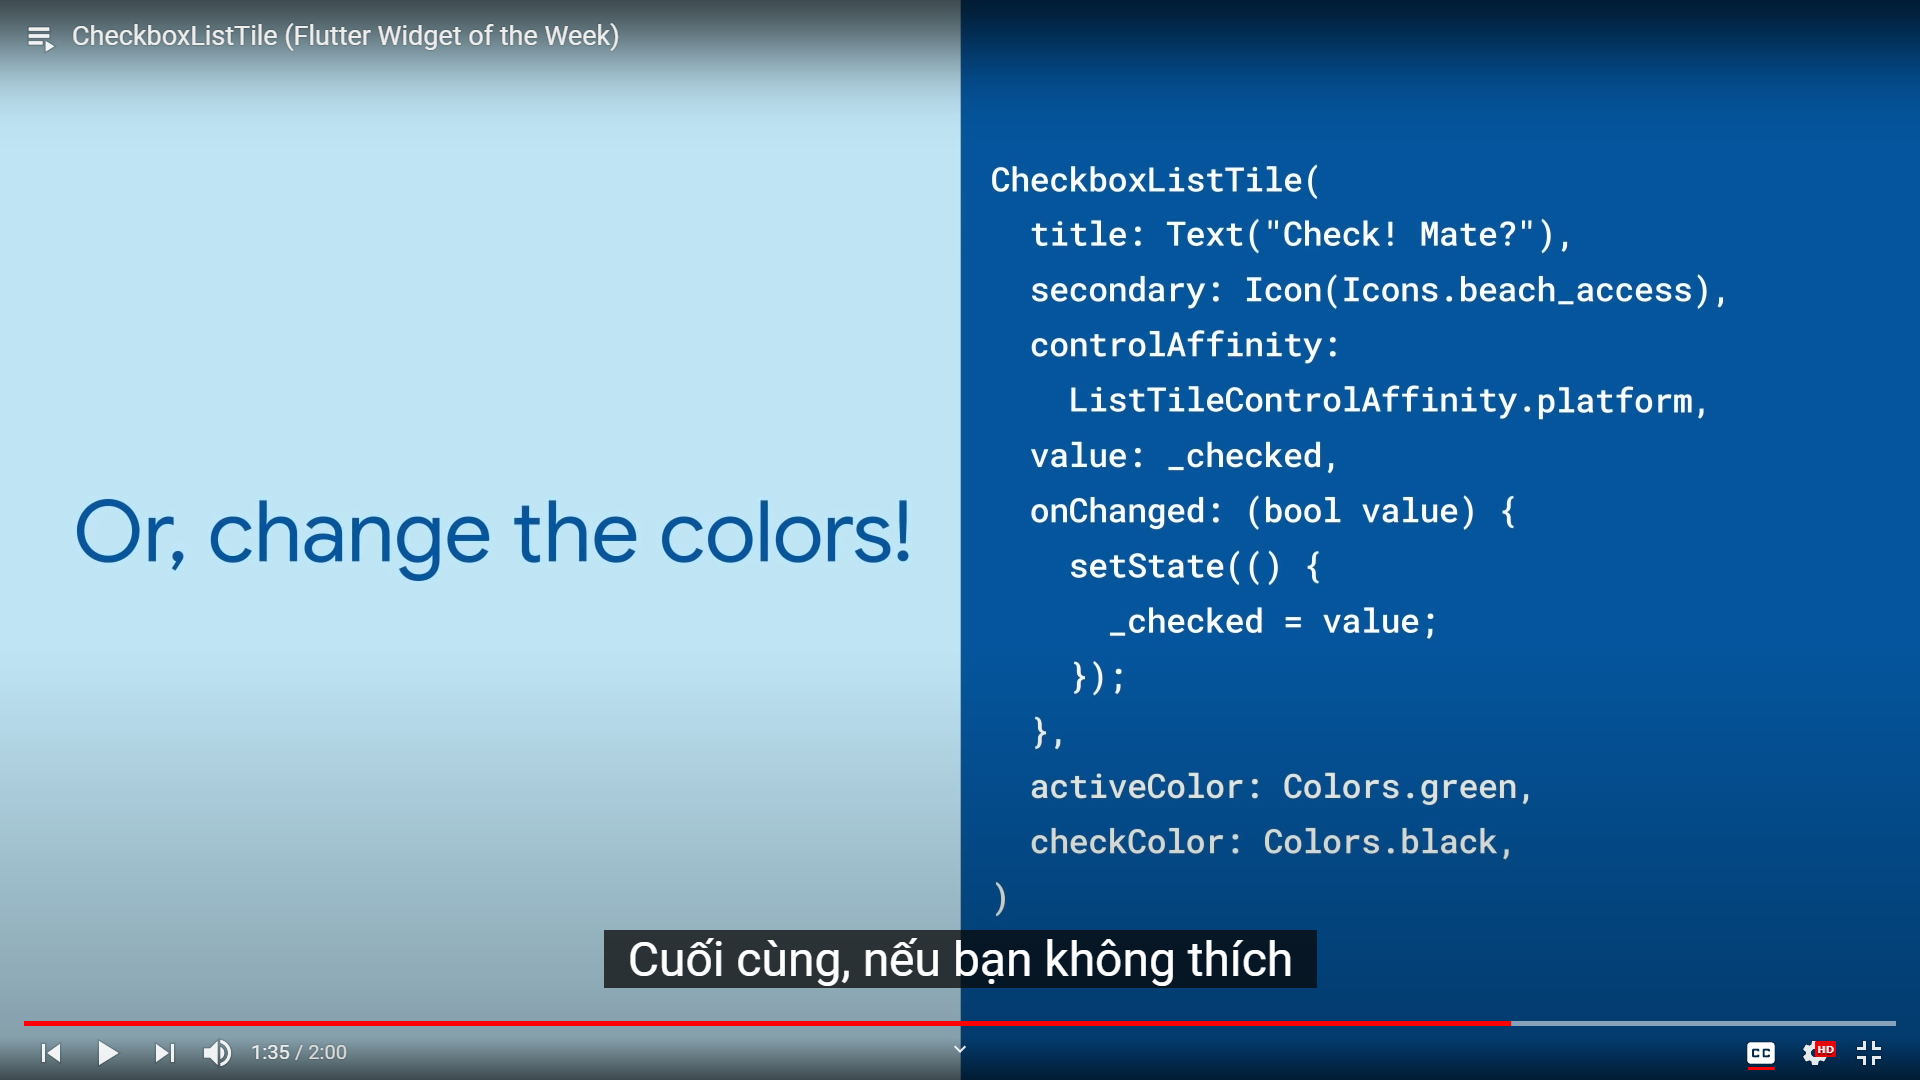 CheckboxListTile (Flutter Widget of the Week)
Or, change the colors!
CheckboxListTile(
  title: Text("Check! Mate?"),
  secondary: Icon(Icons.beach_access),
  controlAffinity:
    ListTileControlAffinity.platform,
  value: _checked,
  onChanged: (bool value) {
    setState(() {
      _checked = value;
    });
  },
  activeColor: Colors.green,
  checkColor: Colors.black,
)
Cuối cùng, nếu bạn không thích
1:35 / 2:00
CC
HD